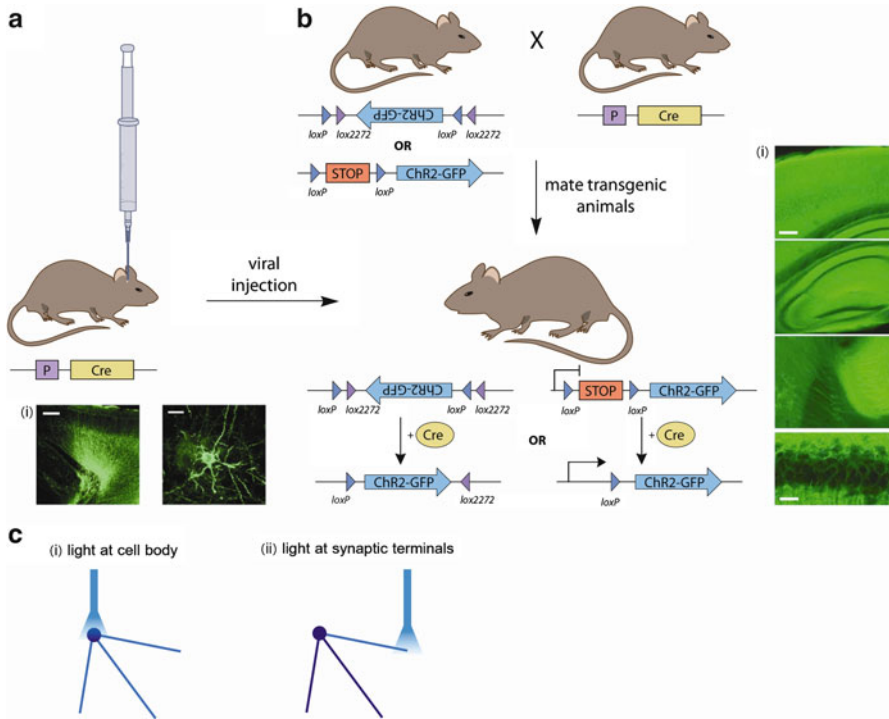 a
b
X
ChR2-GFP
loxP lox2272 loxP lox2272
P Cre
OR
STOP ChR2-GFP
loxP loxP
mate transgenic
animals
(i)
viral
injection
P Cre
(i)
ChR2-GFP
loxP lox2272 loxP lox2272
STOP ChR2-GFP
loxP loxP
+ Cre
OR
+ Cre
ChR2-GFP
loxP lox2272
ChR2-GFP
loxP
c
(i) light at cell body
(ii) light at synaptic terminals